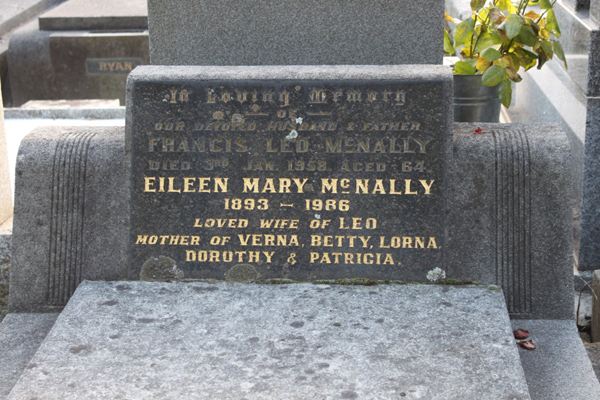 RYAN
In Loving Memory
OF
OUR DEVOTED HUSBAND & FATHER
FRANCIS LEO McNALLY
DIED 3RD JAN. 1958 AGED 64
EILEEN MARY McNALLY
1893 – 1986
LOVED WIFE OF LEO
MOTHER OF VERNA, BETTY, LORNA,
DOROTHY & PATRICIA.